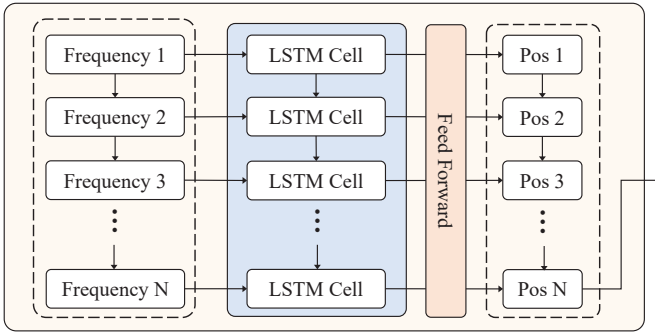 Frequency 1
LSTM Cell
Pos 1
Frequency 2
LSTM Cell
Pos 2
Frequency 3
LSTM Cell
Pos 3
Feed Forward
Frequency N
LSTM Cell
Pos N